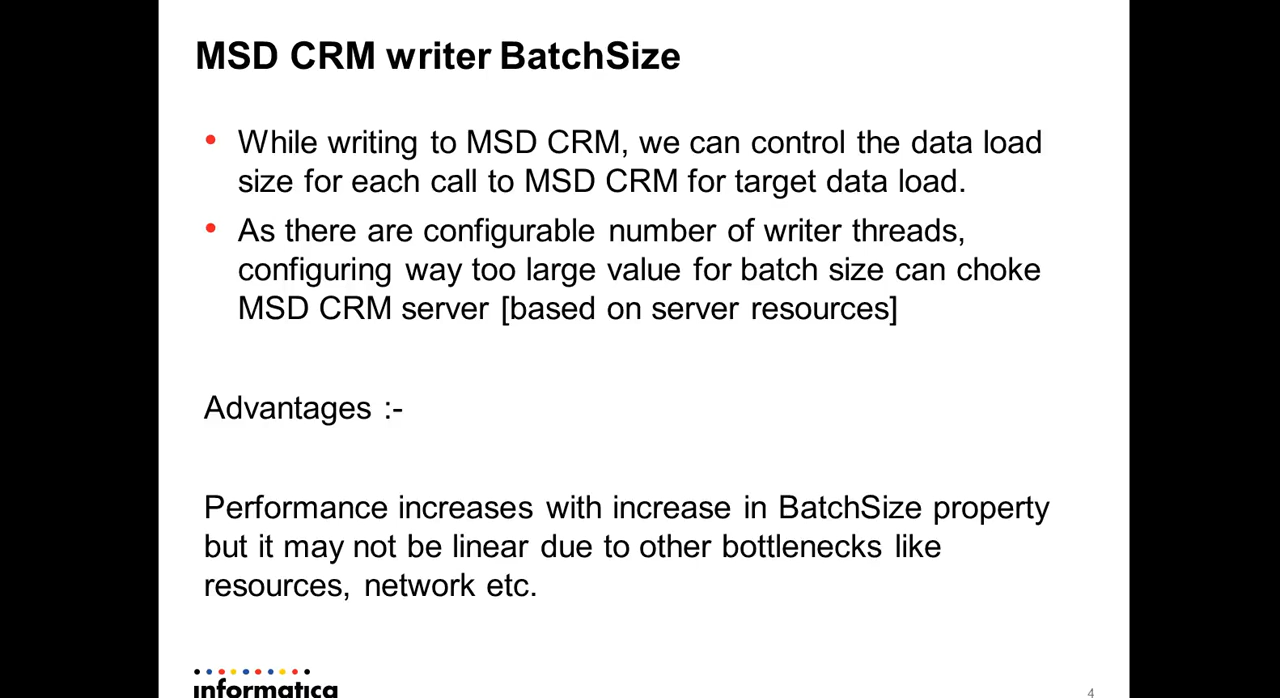 MSD CRM writer BatchSize
While writing to MSD CRM, we can control the data load
size for each call to MSD CRM for target data load.
As there are configurable number of writer threads,
configuring way too large value for batch size can choke
MSD CRM server [based on server resources]
Advantages :-
Performance increases with increase in BatchSize property
but it may not be linear due to other bottlenecks like
resources, network etc.
informatica
4